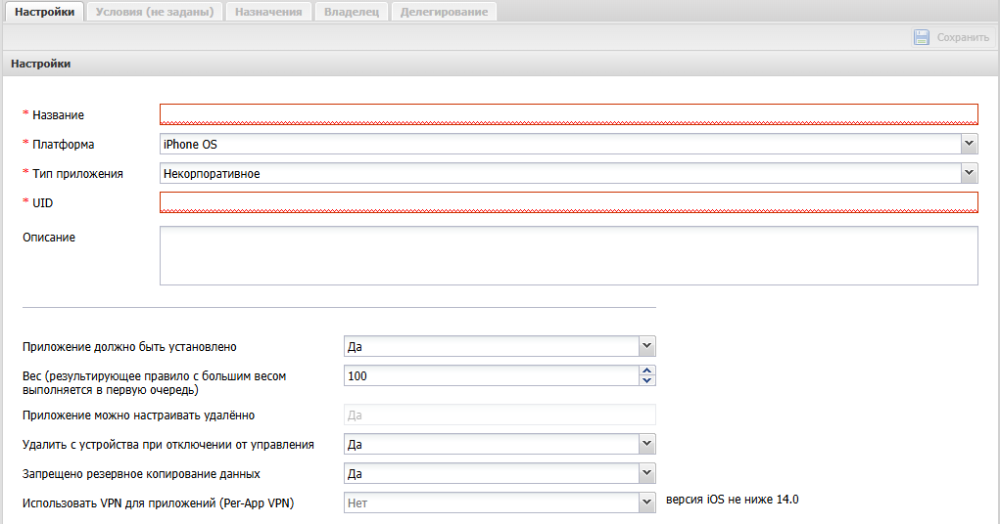 Настройки Условия (не заданы) Назначения Владелец Делегирование
Сохранить
Настройки
* Название
* Платформа iPhone OS
* Тип приложения Некорпоративное
* UID
Описание
Приложение должно быть установлено Да
Вес (результирующее правило с большим весом
выполняется в первую очередь) 100
Приложение можно настраивать удалённо Да
Удалить с устройства при отключении от управления Да
Запрещено резервное копирование данных Да
Использовать VPN для приложений (Per-App VPN) Нет версия iOS не ниже 14.0